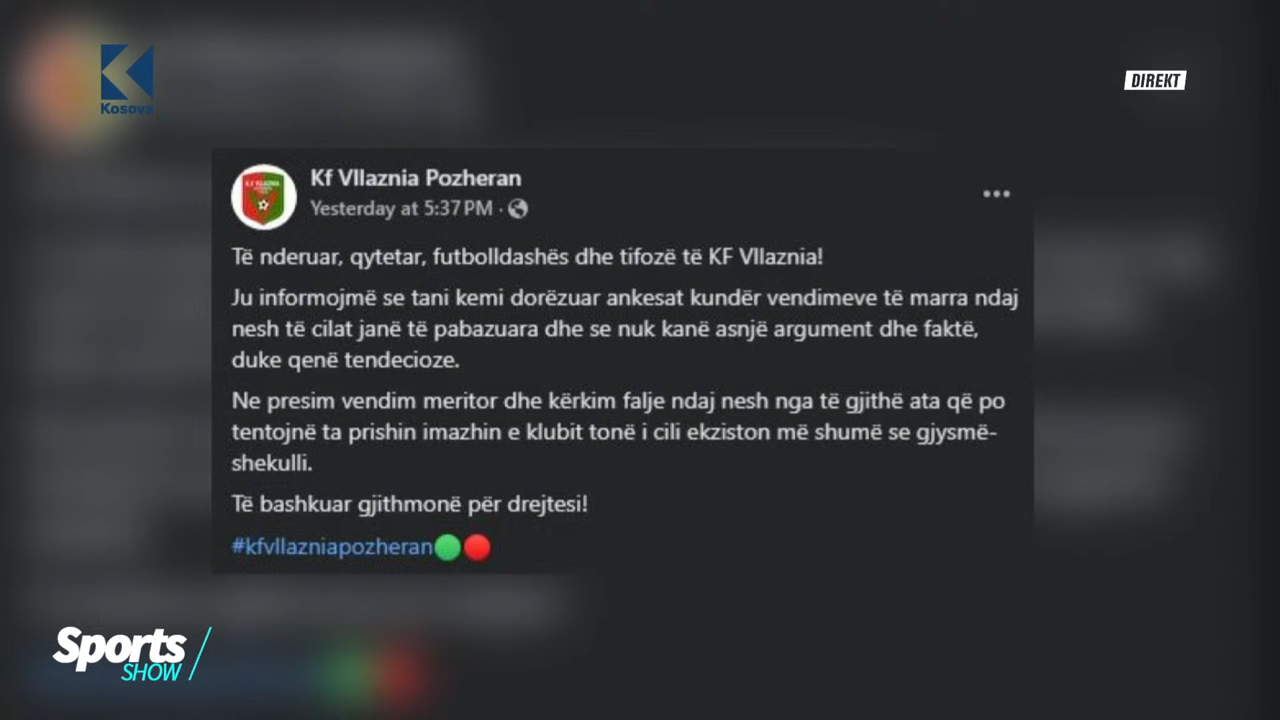 Kosova
DIREKT
Kf Vllaznia Pozheran
Yesterday at 5:37 PM ·
Të nderuar, qytetar, futbolldashës dhe tifozë të KF Vllaznia!
Ju informojmë se tani kemi dorëzuar ankesat kundër vendimeve të marra ndaj
nesh të cilat janë të pabazuara dhe se nuk kanë asnjë argument dhe faktë,
duke qenë tendecioze.
Ne presim vendim meritor dhe kërkim falje ndaj nesh nga të gjithë ata që po
tentojnë ta prishin imazhin e klubit tonë i cili ekziston më shumë se gjysmë-
shekulli.
Të bashkuar gjithmonë për drejtesi!
#kfvllazniapozheran
Sports
SHOW